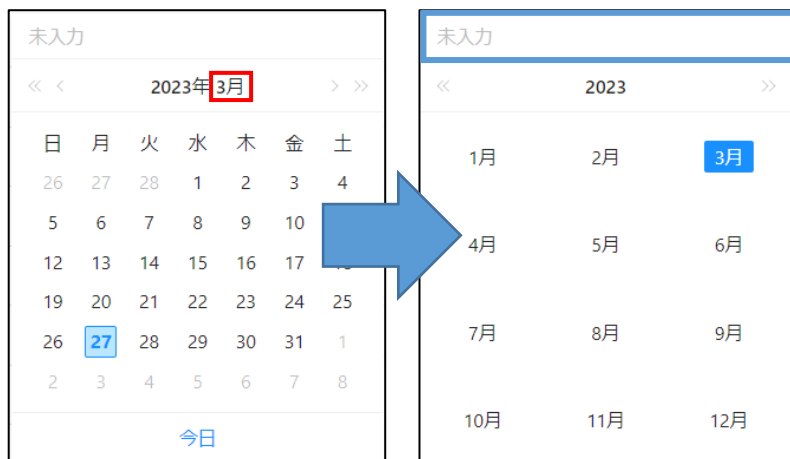 未入力
« < 2023年 3月 > »
日 月 火 水 木 金 土
26 27 28 1 2 3 4
5 6 7 8 9 10
12 13 14 15 16 17
19 20 21 22 23 24 25
26 27 28 29 30 31 1
2 3 4 5 6 7 8
今日
未入力
« 2023 »
1月 2月 3月
4月 5月 6月
7月 8月 9月
10月 11月 12月